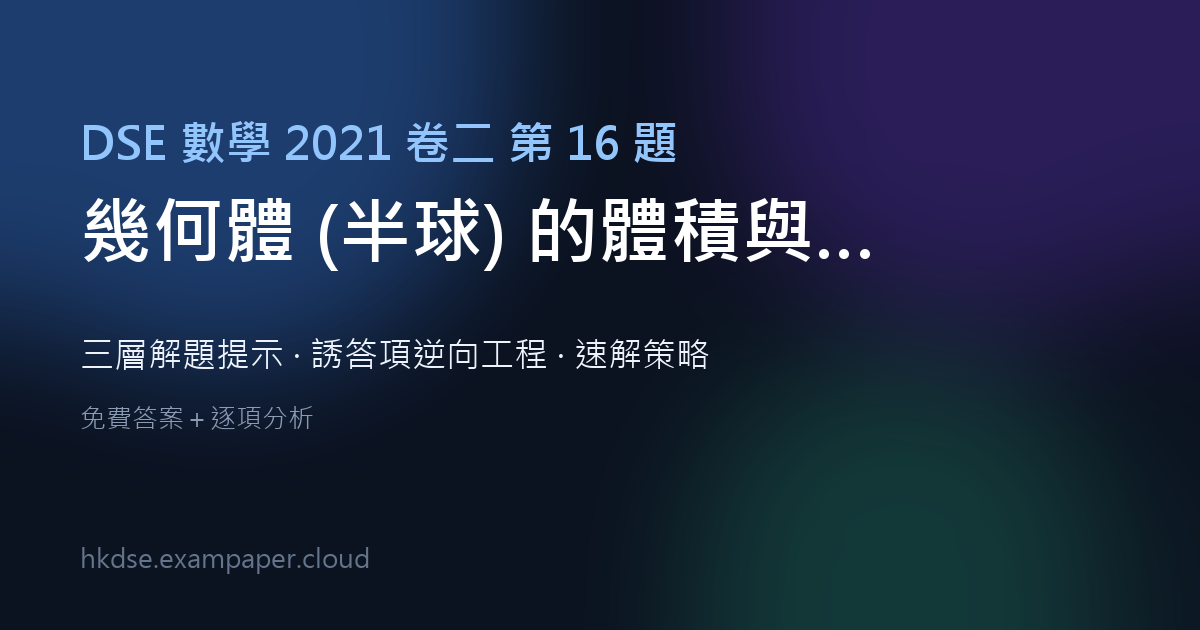 DSE 數學 2021 卷二 第 16 題
幾何體 (半球) 的體積與...
三層解題提示 · 誘答項逆向工程 · 速解策略
免費答案 + 逐項分析
hkdse.exampaper.cloud